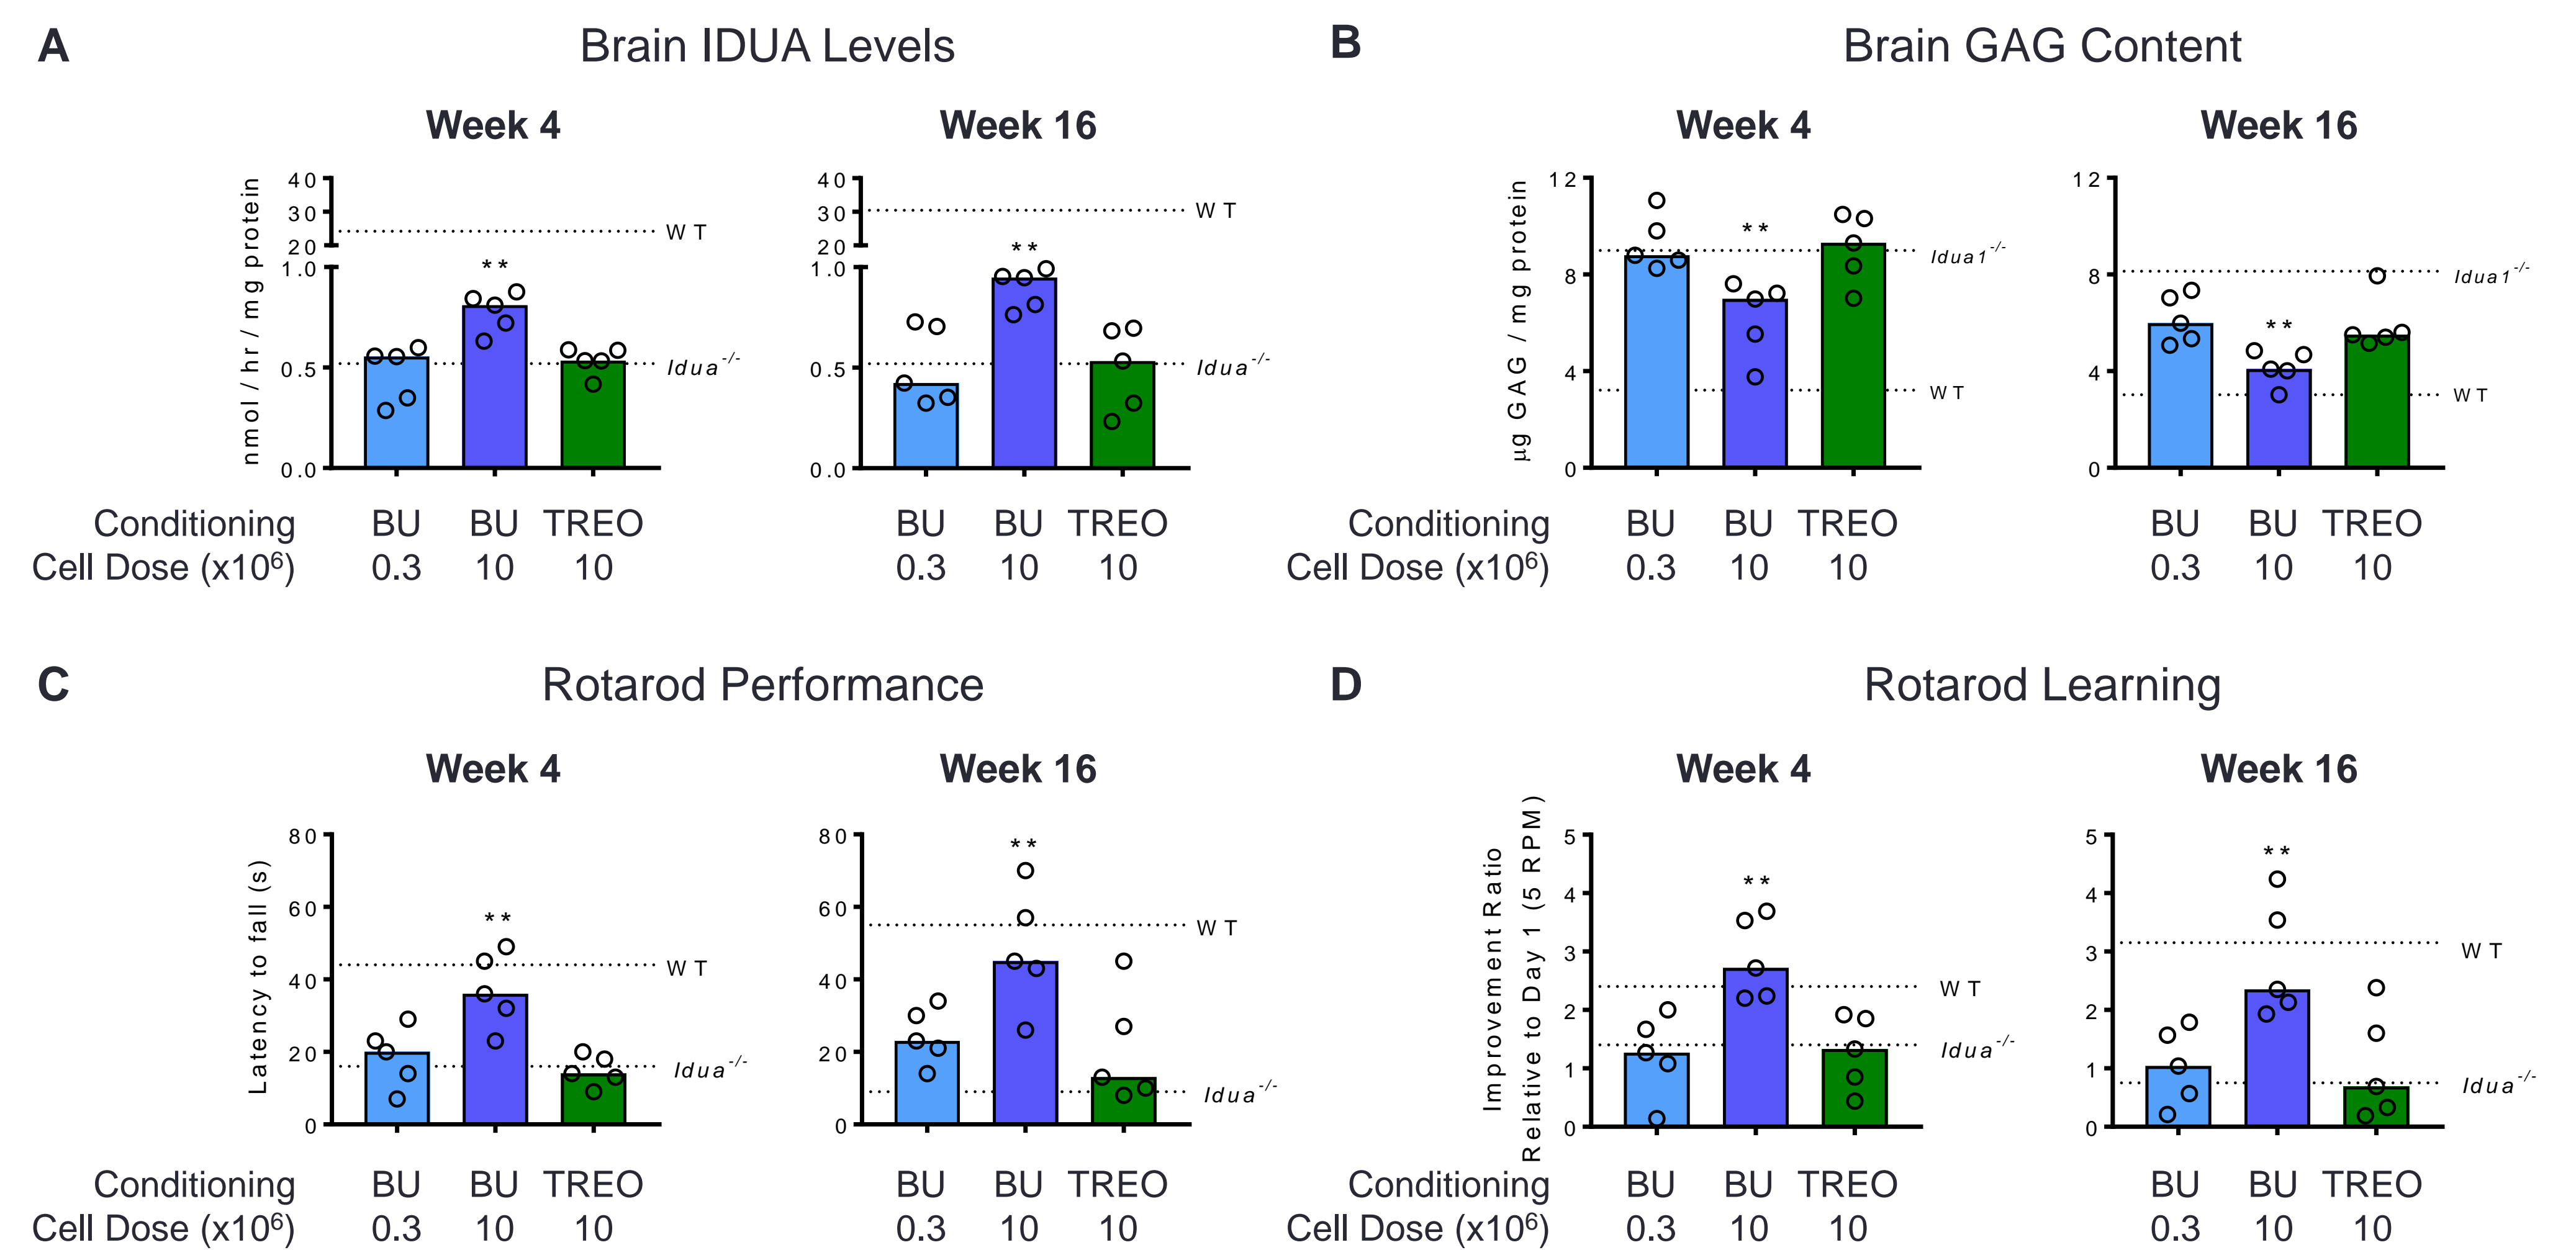 A
Brain IDUA Levels
Week 4
Week 16
nmol / hr / mg protein
40
30
20
1.0
0.5
0.0
WT
**
Idua-/-
40
30
20
1.0
0.5
0.0
WT
**
Idua-/-
Conditioning BU BU TREO BU BU TREO
Cell Dose (x10⁶) 0.3 10 10 0.3 10 10
B
Brain GAG Content
Week 4
Week 16
µg GAG / mg protein
12
8
4
0
**
Idua1-/-
WT
12
8
4
0
**
Idua1-/-
WT
Conditioning BU BU TREO BU BU TREO
Cell Dose (x10⁶) 0.3 10 10 0.3 10 10
C
Rotarod Performance
Week 4
Week 16
Latency to fall (s)
80
60
40
20
0
**
WT
Idua-/-
80
60
40
20
0
**
WT
Idua-/-
Conditioning BU BU TREO BU BU TREO
Cell Dose (x10⁶) 0.3 10 10 0.3 10 10
D
Rotarod Learning
Week 4
Week 16
Improvement Ratio
Relative to Day 1 (5 RPM)
5
4
3
2
1
0
**
WT
Idua-/-
5
4
3
2
1
0
**
WT
Idua-/-
Conditioning BU BU TREO BU BU TREO
Cell Dose (x10⁶) 0.3 10 10 0.3 10 10